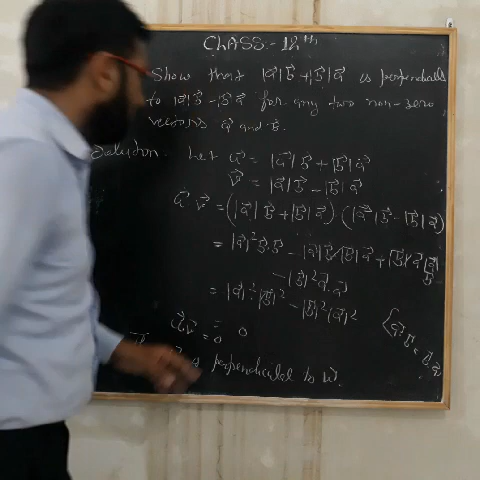 CLASS - 12th
Show that |a⃗|b⃗ + |b⃗|a⃗ is perpendicula
to |a⃗|b⃗ - |b⃗|a⃗ for any two non-zero
vectors a⃗ and b⃗.
Solution. Let u⃗ = |a⃗|b⃗ + |b⃗|a⃗
v⃗ = |a⃗|b⃗ - |b⃗|a⃗
u⃗ v⃗ = (|a⃗|b⃗ + |b⃗|a⃗) (|a⃗|b⃗ - |b⃗|a⃗)
= |a⃗|² b⃗.b⃗ - |a⃗|b⃗|b⃗|a⃗ + |b⃗|a⃗|a⃗|b⃗
- |b⃗|² a⃗.a⃗
= |a⃗|² |b⃗|² - |b⃗|² |a⃗|²
u⃗.v⃗ = 0
[a⃗.b⃗ = b⃗.a⃗
is perpendicular to